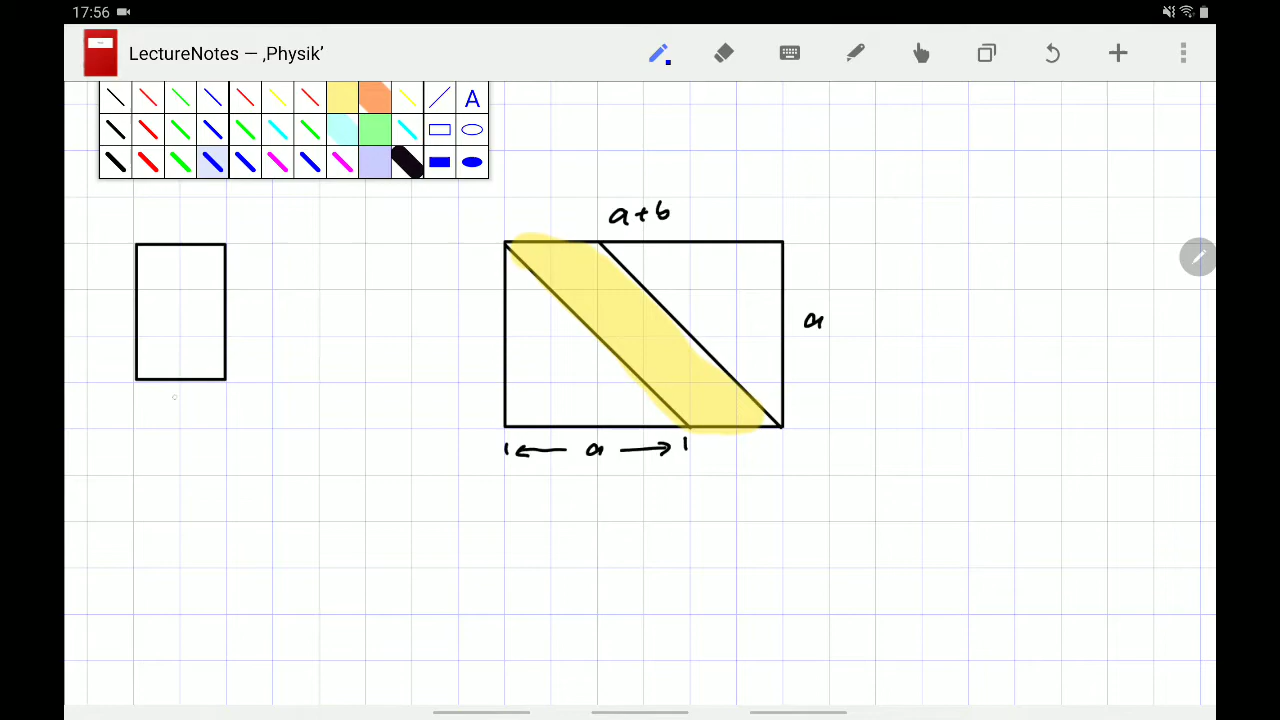 17:56
LectureNotes — ‚Physik‘
A
a+b
a
a